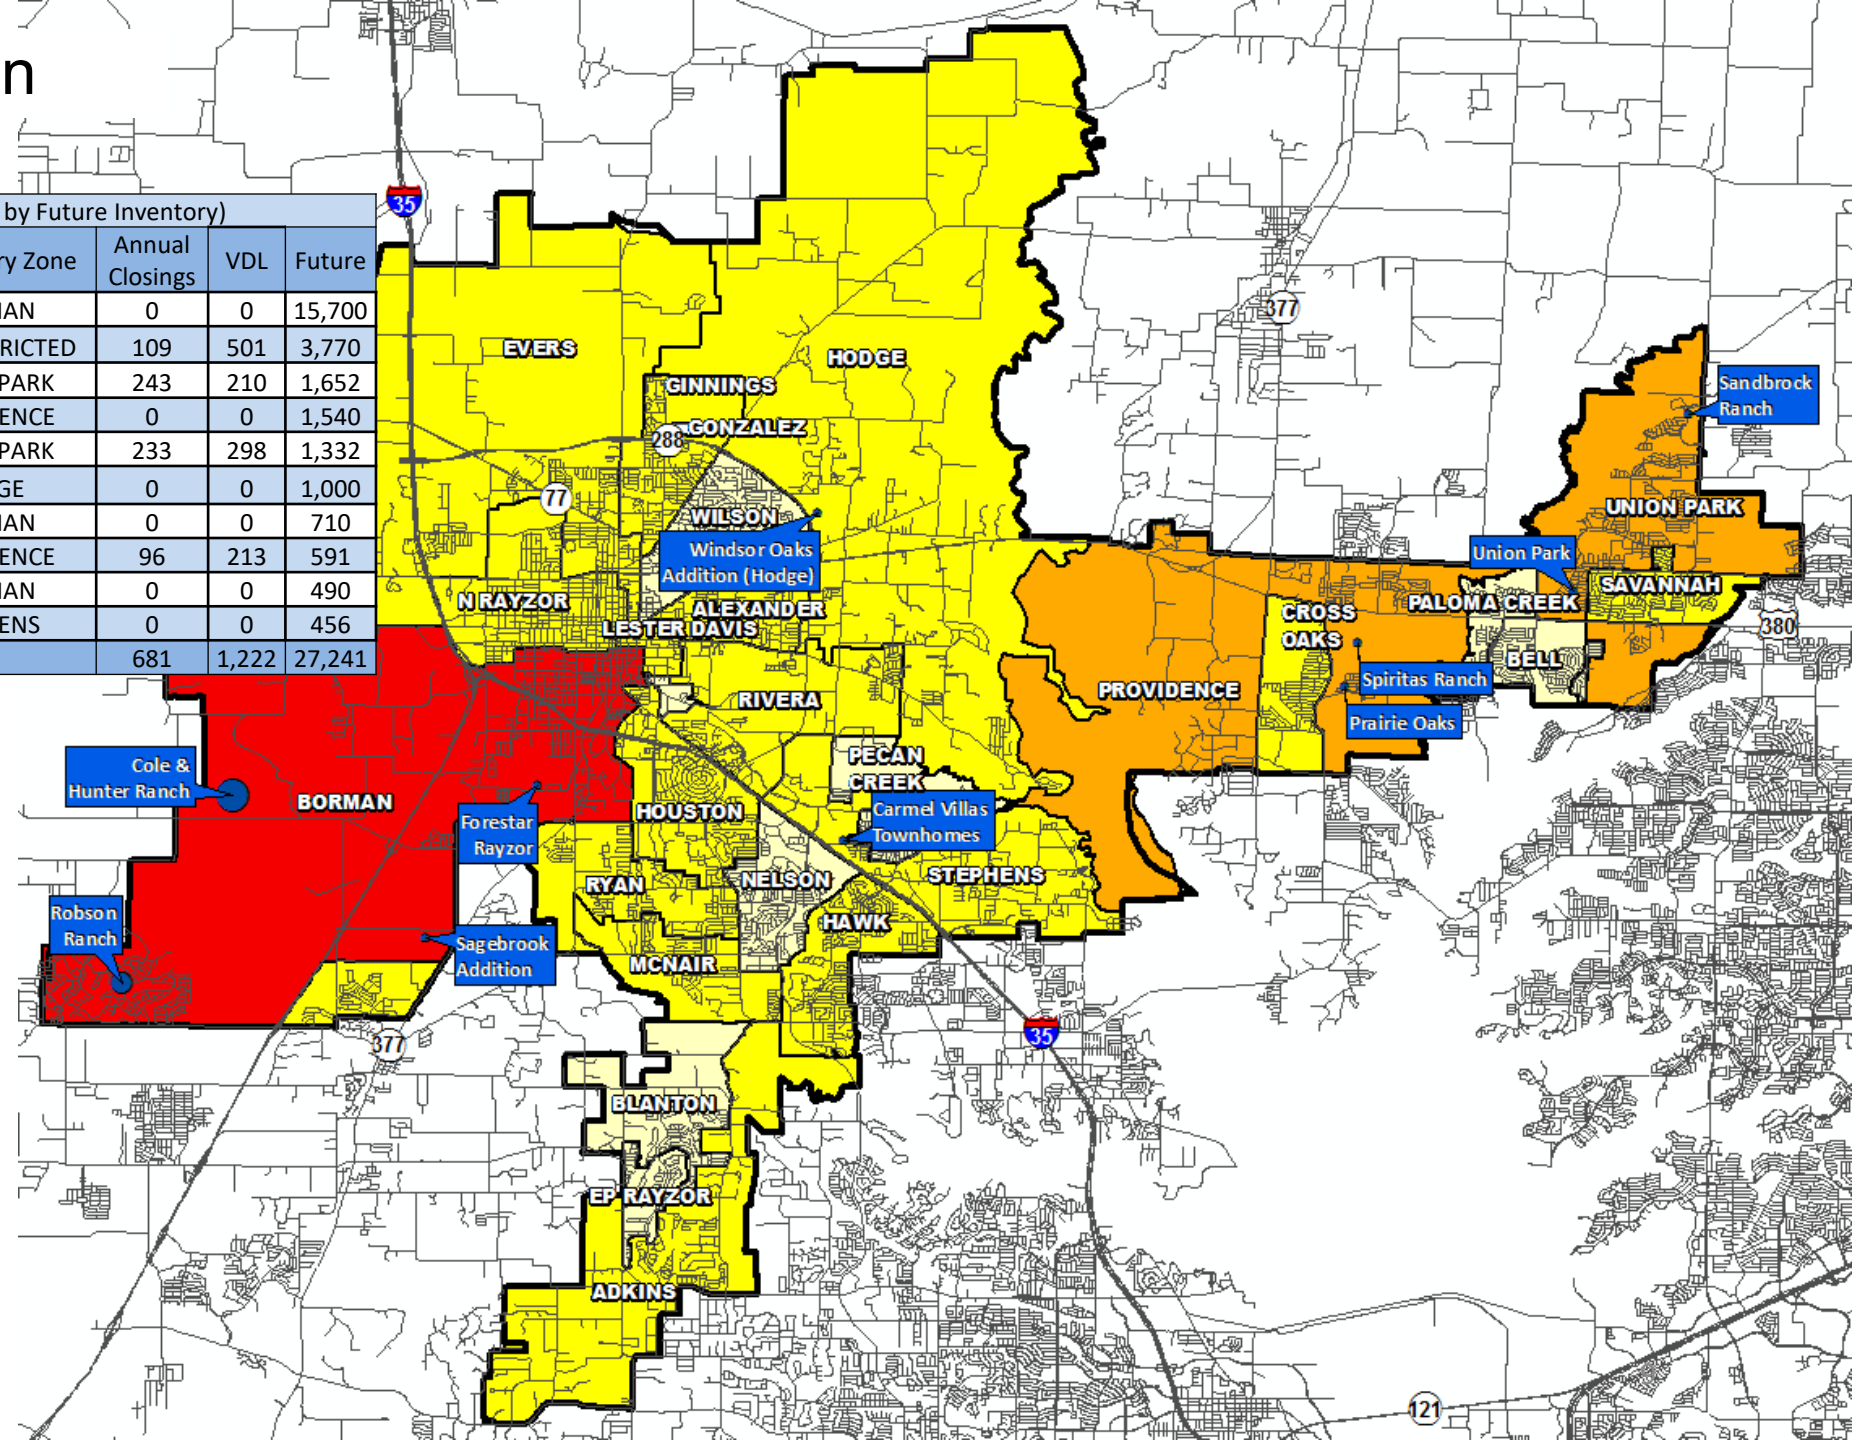 n
by Future Inventory)
ry Zone Annual Closings VDL Future
IAN 0 0 15,700
RICTED 109 501 3,770
PARK 243 210 1,652
ENCE 0 0 1,540
PARK 233 298 1,332
GE 0 0 1,000
IAN 0 0 710
ENCE 96 213 591
IAN 0 0 490
ENS 0 0 456
681 1,222 27,241
35
377
EVERS
HODGE
GINNINGS
GONZALEZ
288
77
WILSON
Windsor Oaks
Addition (Hodge)
N RAYZOR
ALEXANDER
LESTER DAVIS
Sandbrock
Ranch
UNION PARK
Union Park
SAVANNAH
PALOMA CREEK
CROSS
OAKS
380
BELL
Spiritas Ranch
Prairie Oaks
PROVIDENCE
RIVERA
PECAN
CREEK
Cole &
Hunter Ranch
BORMAN
Forestar
Rayzor
HOUSTON
Carmel Villas
Townhomes
RYAN
NELSON
STEPHENS
HAWK
Robson
Ranch
Sagebrook
Addition
MCNAIR
377
35
BLANTON
EP RAYZOR
ADKINS
121